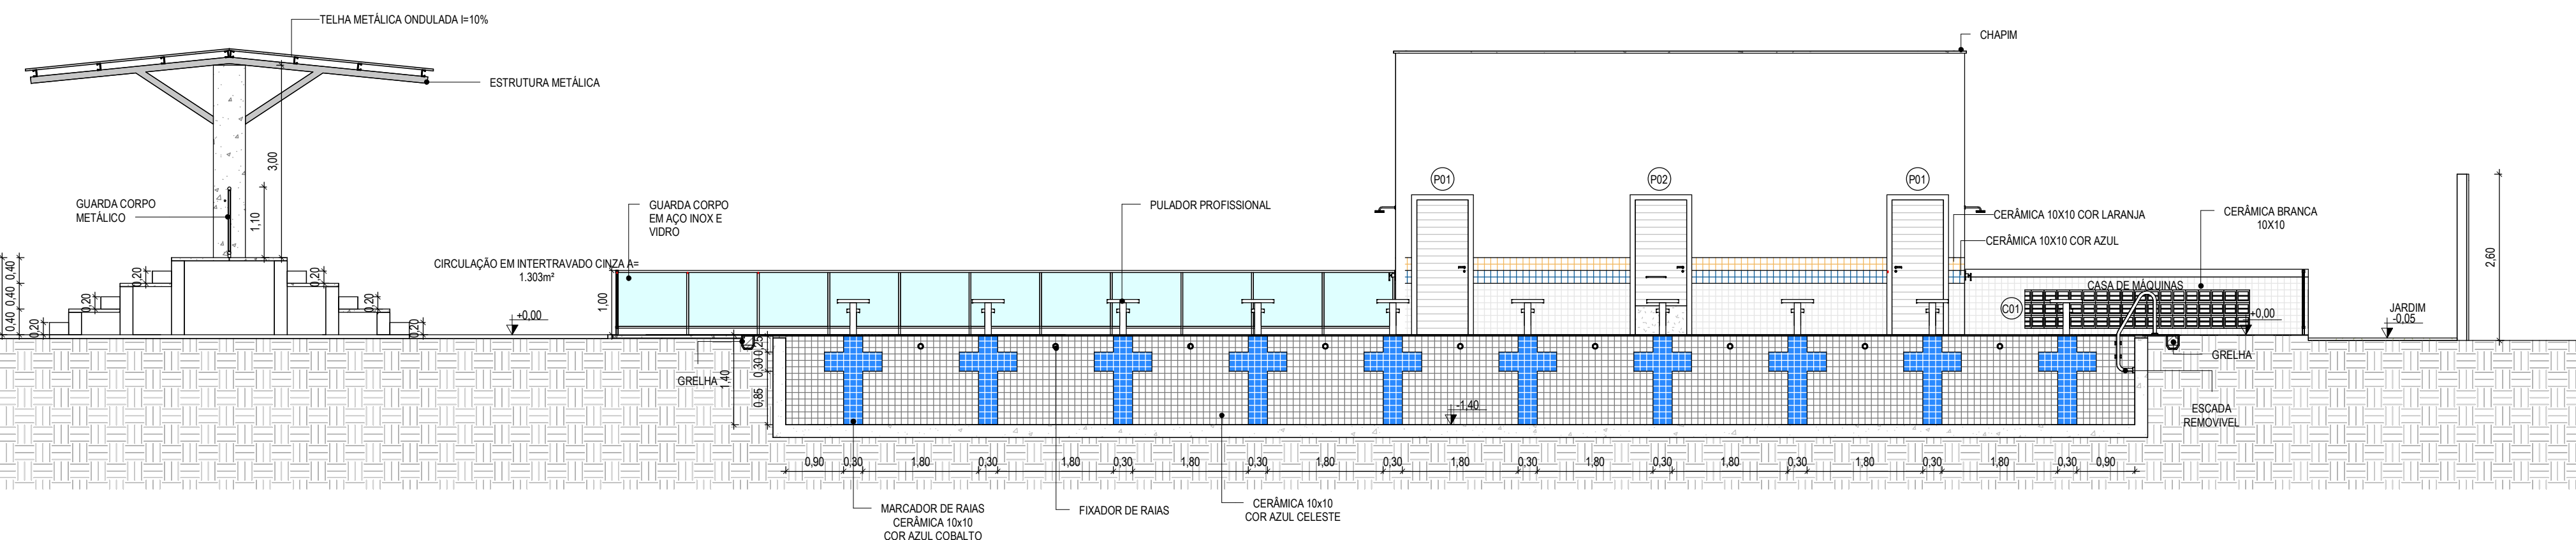 TELHA METÁLICA ONDULADA I=10%
CHAPIM
ESTRUTURA METÁLICA
3,00
P01
P02
P01
GUARDA CORPO
METÁLICO
1,10
GUARDA CORPO
EM AÇO INOX E
VIDRO
PULADOR PROFISSIONAL
CERÂMICA 10X10 COR LARANJA
CERÂMICA BRANCA
10X10
CERÂMICA 10X10 COR AZUL
2,60
0,40
0,40
0,40
0,20
0,20
0,20
0,20
0,20
0,20
CIRCULAÇÃO EM INTERTRAVADO CINZA A=
1.303m²
+0,00
1,00
CASA DE MÁQUINAS
C01
+0,00
JARDIM
-0,05
GRELHA
1,40
0,25
0,30
0,85
-1,40
GRELHA
ESCADA
REMOVIVEL
0,90 0,30 1,80 0,30 1,80 0,30 1,80 0,30 1,80 0,30 1,80 0,30 1,80 0,30 1,80 0,30 1,80 0,30 1,80 0,30 0,90
MARCADOR DE RAIAS
CERÂMICA 10x10
COR AZUL COBALTO
FIXADOR DE RAIAS
CERÂMICA 10x10
COR AZUL CELESTE